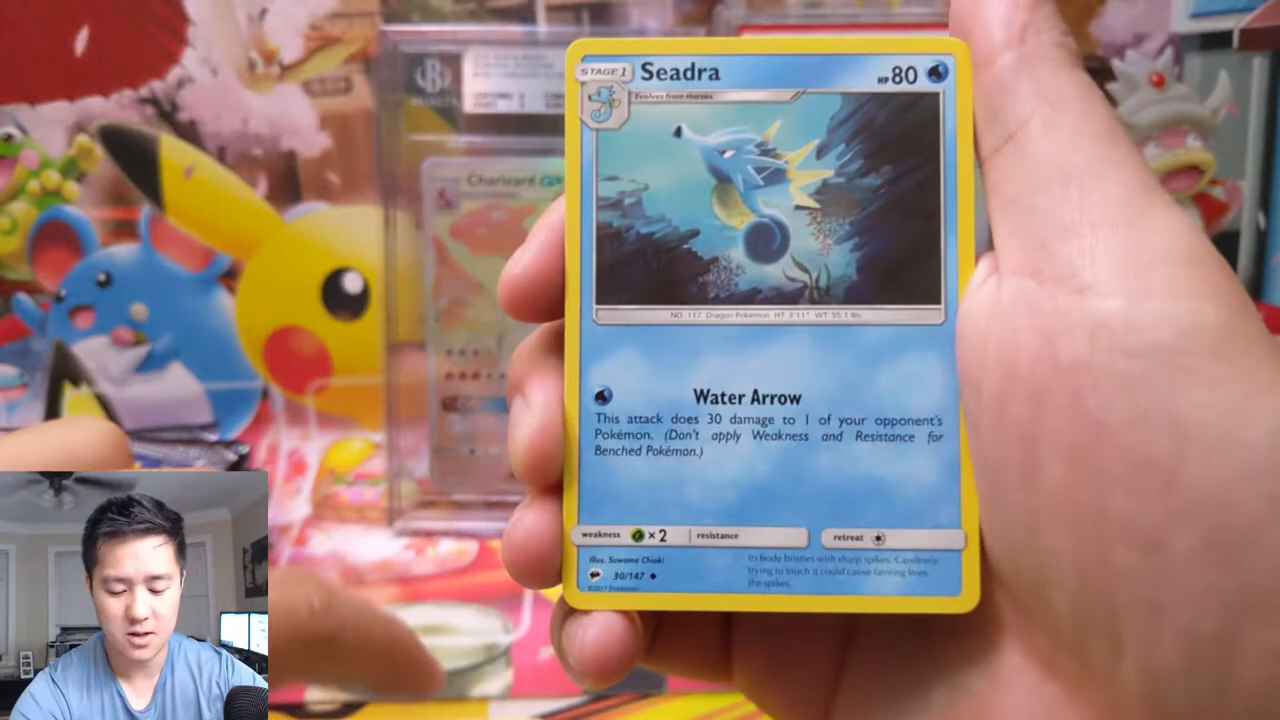 STAGE 1
Seadra
HP 80
Evolves from Horsea
Charizard
NO. 117 Dragon Pokémon HT: 3'11" WT: 55.1 lbs.
Water Arrow
This attack does 30 damage to 1 of your opponent's
Pokémon. (Don't apply Weakness and Resistance for
Benched Pokémon.)
weakness ×2 resistance
retreat
Illus. Suwama Chiaki
30/147
©2017 Pokémon
Its body bristles with sharp spikes. Carelessly
trying to touch it could cause fainting from
the spikes.